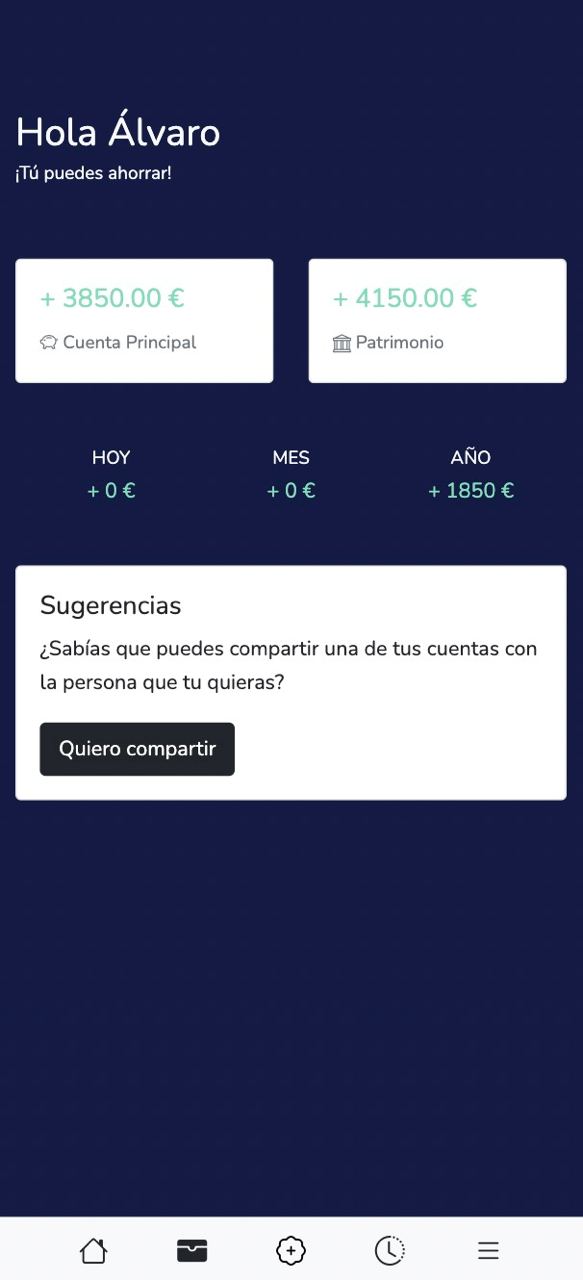 Hola Álvaro
¡Tú puedes ahorrar!
+ 3850.00 €
Cuenta Principal
+ 4150.00 €
Patrimonio
HOY
+ 0 €
MES
+ 0 €
AÑO
+ 1850 €
Sugerencias
¿Sabías que puedes compartir una de tus cuentas con
la persona que tu quieras?
Quiero compartir